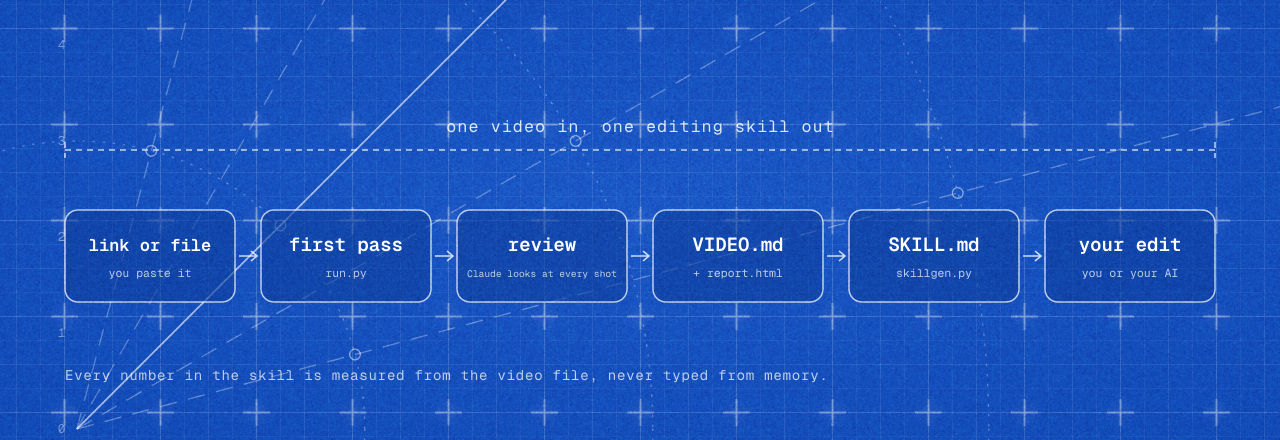 4
one video in, one editing skill out
3
2
link or file
you paste it
first pass
run.py
review
Claude looks at every shot
VIDEO.md
+ report.html
SKILL.md
skillgen.py
your edit
you or your AI
1
Every number in the skill is measured from the video file, never typed from memory.
0